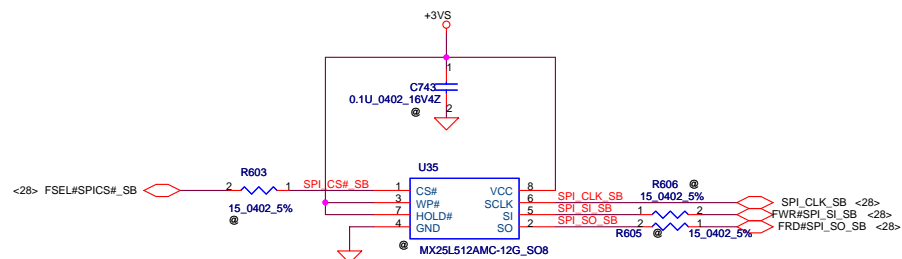 +3VS
1
C743
0.1U_0402_16V4Z
2
@
U35
R603
<28> FSEL#SPICS#_SB
2
1
SPI_CS#_SB
1
CS#
VCC
8
15_0402_5%
@
3
WP#
SCLK
6
SPI_CLK_SB
R606
@
SPI_CLK_SB <28>
7
HOLD#
SI
5
SPI_SI_SB
15_0402_5%
1
2
FWR#SPI_SI_SB <28>
4
GND
SO
2
SPI_SO_SB
2
1
FRD#SPI_SO_SB <28>
R605
@
15_0402_5%
@
MX25L512AMC-12G_SO8